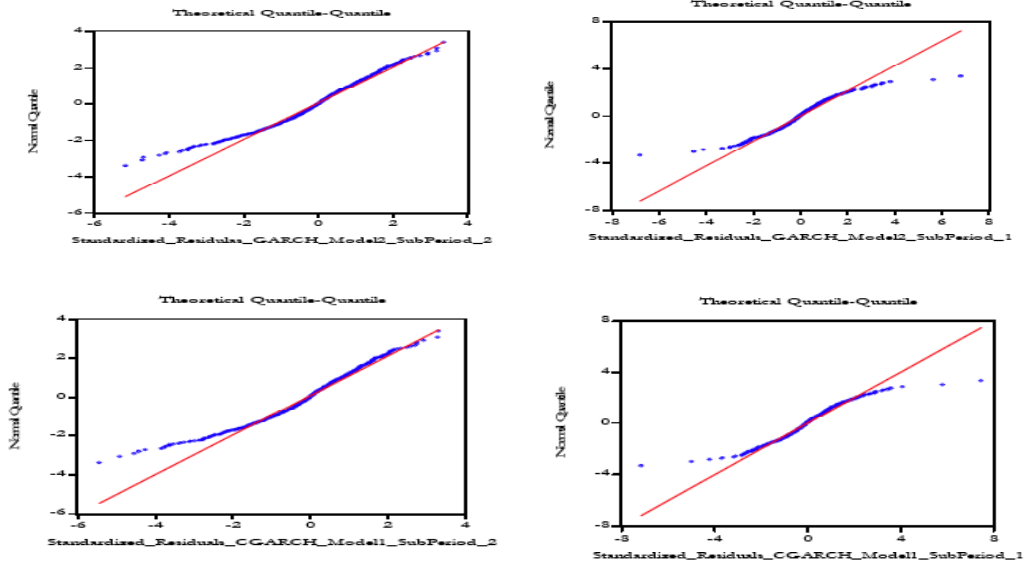 Theoretical Quantile-Quantile
4
2
0
-2
-4
-6
Normal Quantile
-6 -4 -2 0 2 4
Standardized_Residulas_GARCH_Model2_SubPeriod_2
Theoretical Quantile-Quantile
8
4
0
-4
-8
Normal Quantile
-8 -6 -4 -2 0 2 4 6 8
Standardized_Residuals_GARCH_Model2_SubPeriod_1
Theoretical Quantile-Quantile
4
2
0
-2
-4
-6
Normal Quantile
-6 -4 -2 0 2 4
Standardized_Residuals_CGARCH_Model1_SubPeriod_2
Theoretical Quantile-Quantile
8
4
0
-4
-8
Normal Quantile
-8 -4 0 4 8
Standardized_Residuals_CGARCH_Model1_SubPeriod_1